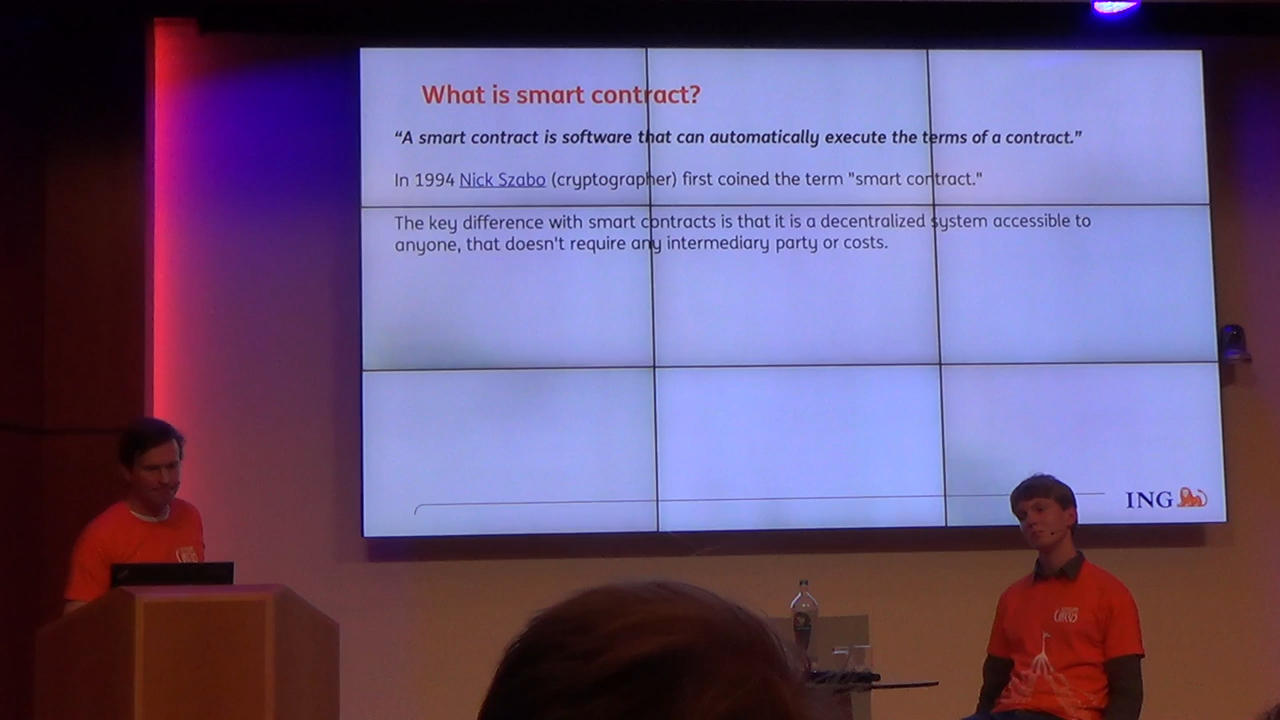 What is smart contract?
“A smart contract is software that can automatically execute the terms of a contract.”
In 1994 Nick Szabo (cryptographer) first coined the term "smart contract."
The key difference with smart contracts is that it is a decentralized system accessible to
anyone, that doesn't require any intermediary party or costs.
ING